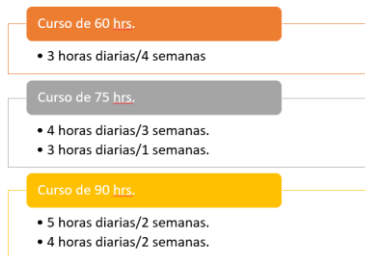 Curso de 60 hrs.
• 3 horas diarias/4 semanas
Curso de 75 hrs.
• 4 horas diarias/3 semanas.
• 3 horas diarias/1 semanas.
Curso de 90 hrs.
• 5 horas diarias/2 semanas.
• 4 horas diarias/2 semanas.